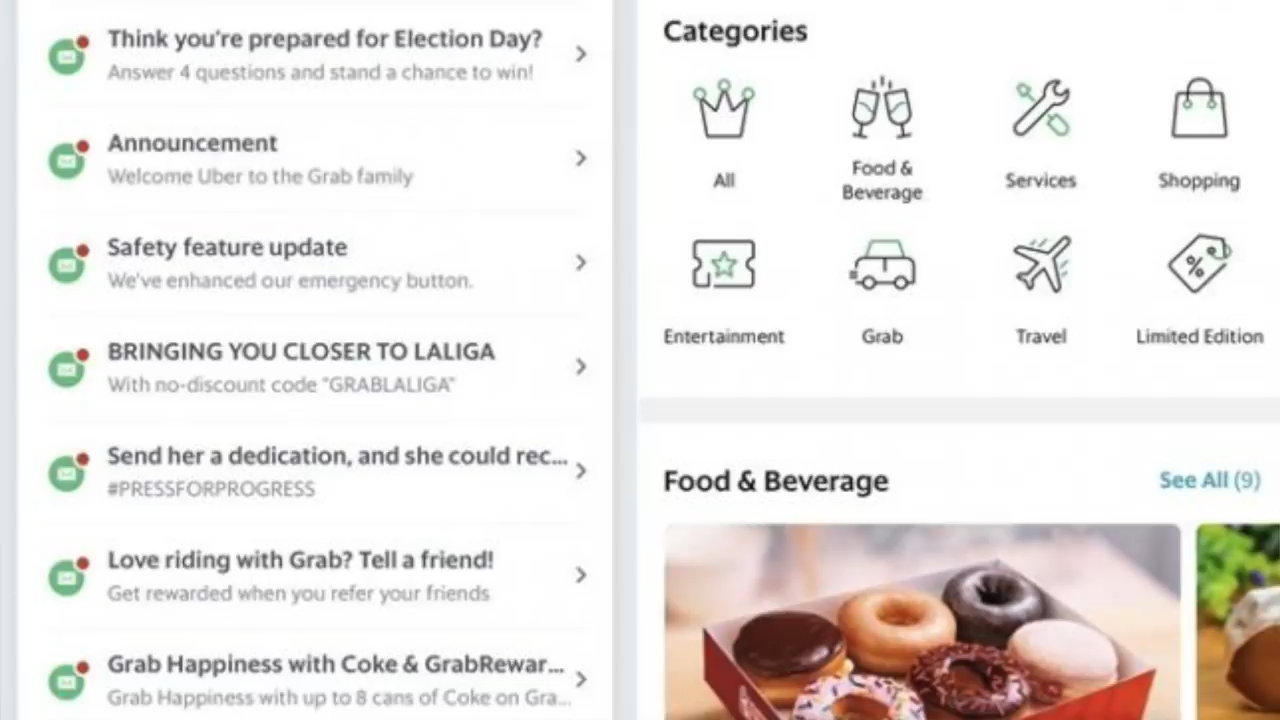 Think you're prepared for Election Day?
Answer 4 questions and stand a chance to win!
Announcement
Welcome Uber to the Grab family
Safety feature update
We've enhanced our emergency button.
BRINGING YOU CLOSER TO LALIGA
With no-discount code "GRABLALIGA"
Send her a dedication, and she could rec...
#PRESSFORPROGRESS
Love riding with Grab? Tell a friend!
Get rewarded when you refer your friends
Grab Happiness with Coke & GrabRewar...
Grab Happiness with up to 8 cans of Coke on Gra...
Categories
All
Food &
Beverage
Services
Shopping
Entertainment
Grab
Travel
Limited Edition
Food & Beverage
See All (9)